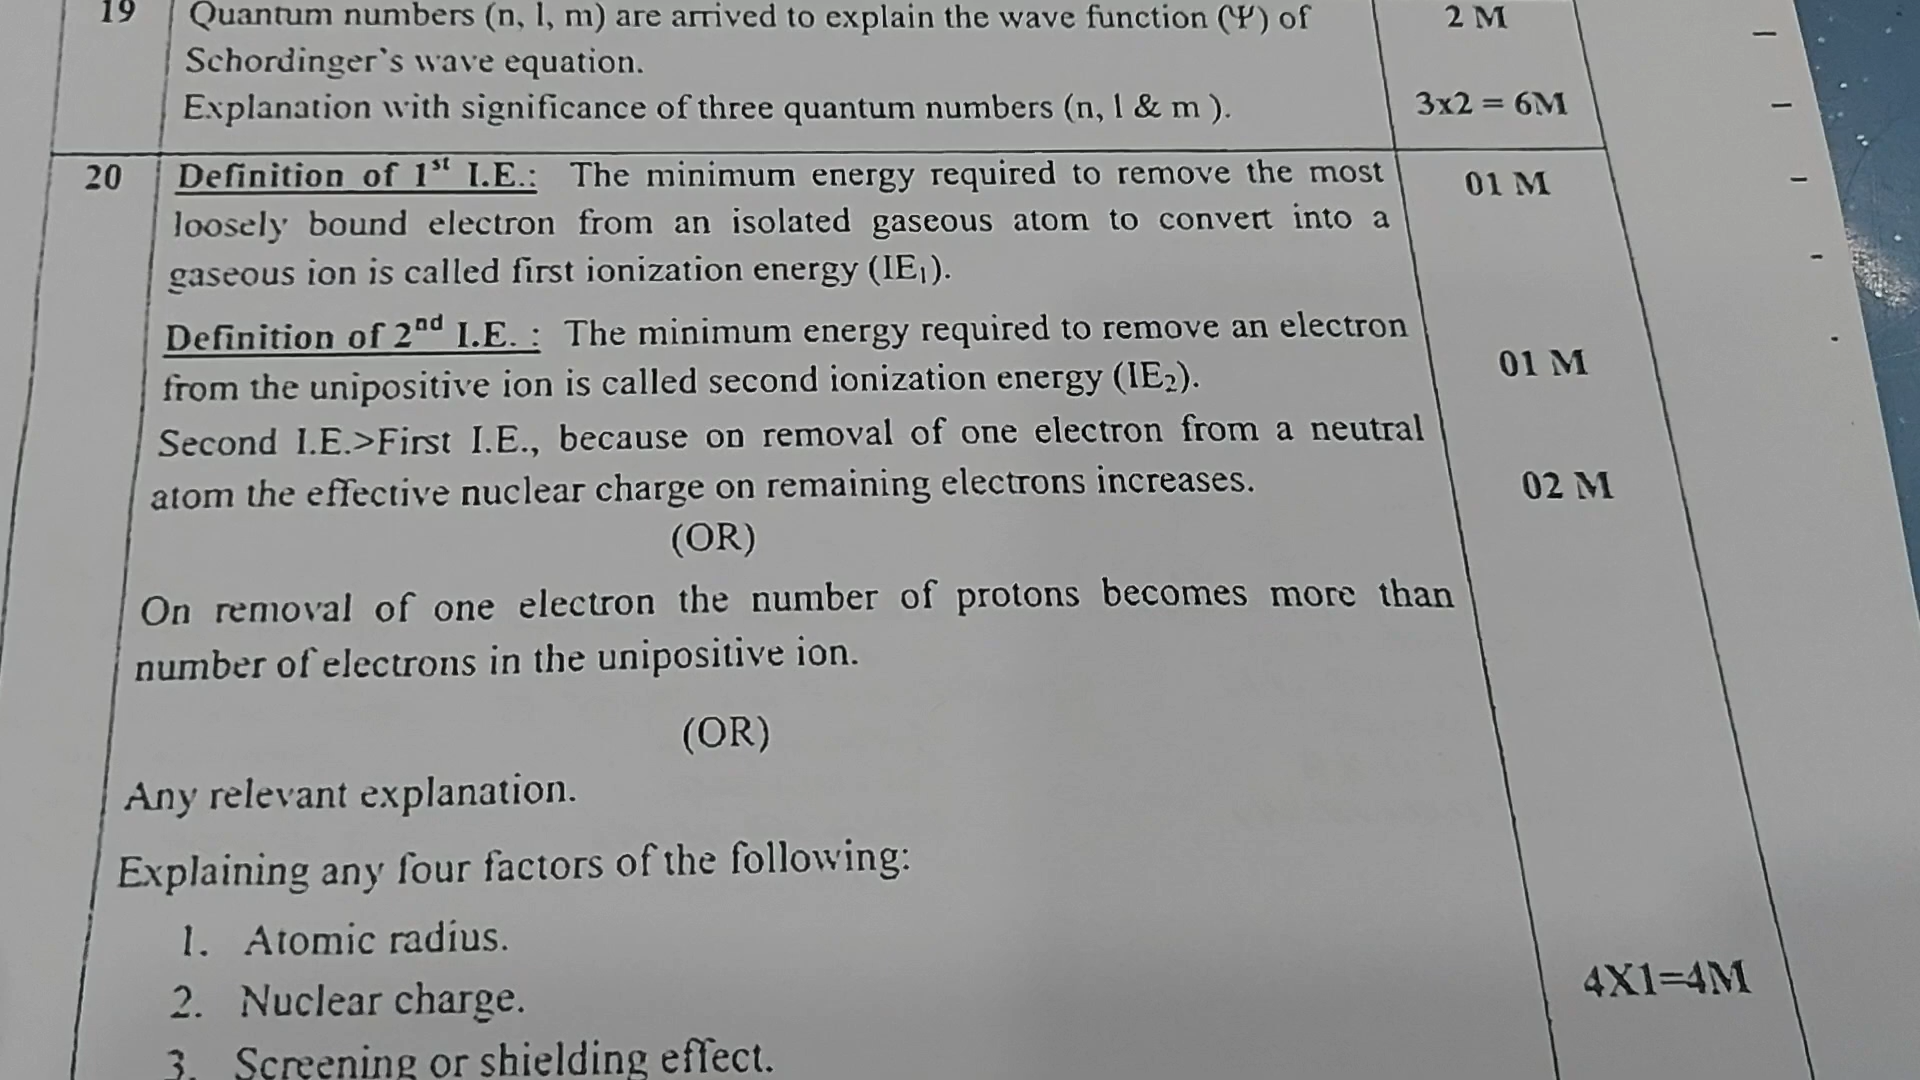 19 Quantum numbers (n, l, m) are arrived to explain the wave function (Ψ) of 2 M
Schordinger's wave equation.
Explanation with significance of three quantum numbers (n, l & m ). 3x2 = 6M
20 Definition of 1st I.E.: The minimum energy required to remove the most 01 M
loosely bound electron from an isolated gaseous atom to convert into a
gaseous ion is called first ionization energy (IE₁).
Definition of 2nd I.E. : The minimum energy required to remove an electron
from the unipositive ion is called second ionization energy (IE₂). 01 M
Second I.E.>First I.E., because on removal of one electron from a neutral
atom the effective nuclear charge on remaining electrons increases. 02 M
(OR)
On removal of one electron the number of protons becomes more than
number of electrons in the unipositive ion.
(OR)
Any relevant explanation.
Explaining any four factors of the following:
1. Atomic radius.
2. Nuclear charge. 4X1=4M
3. Screening or shielding effect.